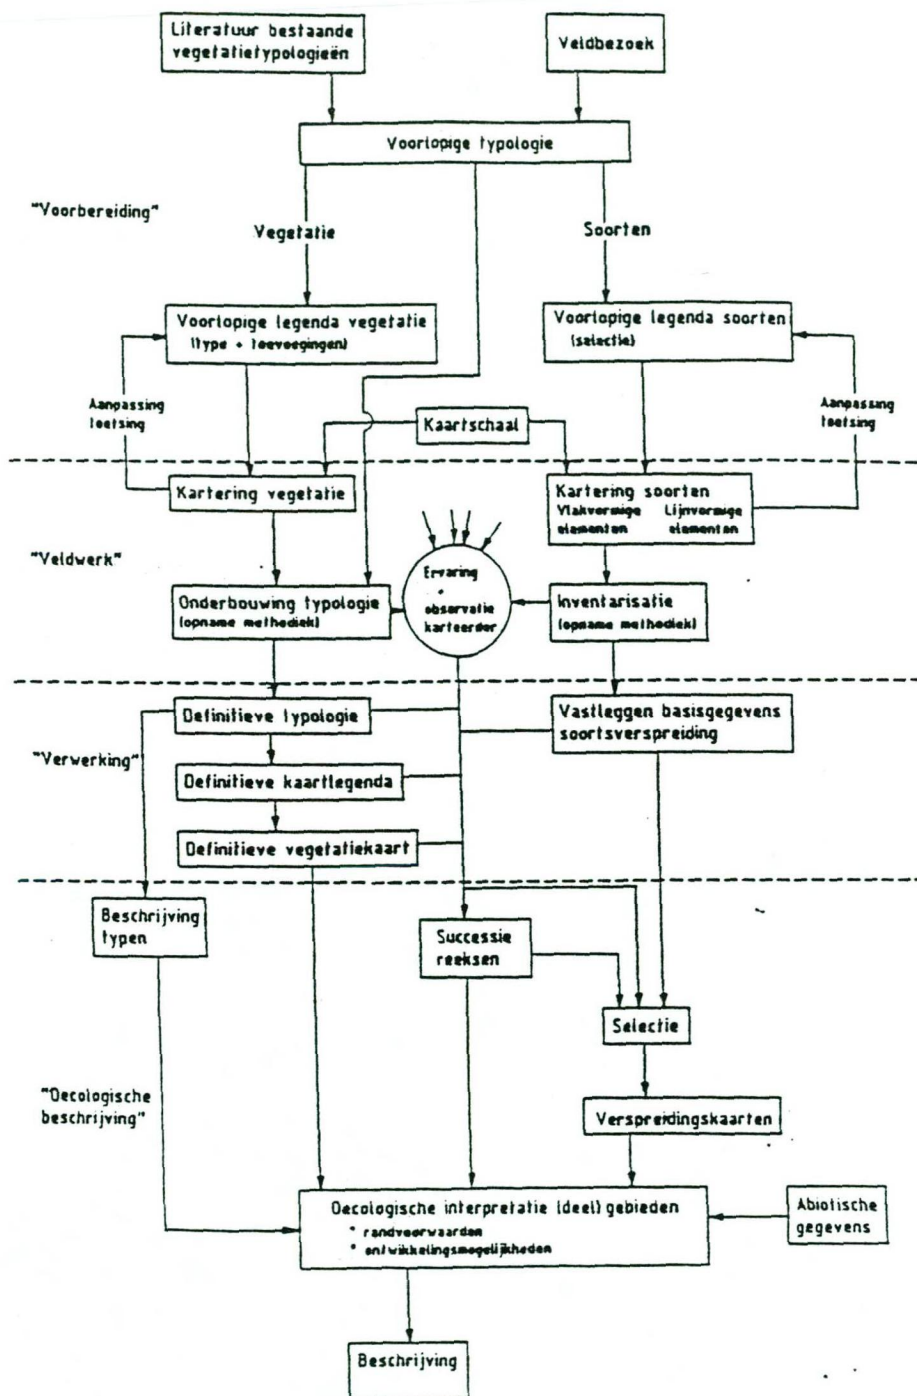 Literatuur bestaande
vegetatietypologieën
Veldbezoek
Voorlopige typologie
"Voorbereiding"
Vegetatie
Soorten
Voorlopige legenda vegetatie
(type + toevoegingen)
Voorlopige legenda soorten
(selectie)
Aanpassing
toetsing
Kaartschaal
Aanpassing
toetsing
Kartering vegetatie
Kartering soorten
Vlakvormige Lijnvormige
elementen elementen
"Veldwerk"
Ervaring
observatie
karteerder
Onderbouwing typologie
(opname methodiek)
Inventarisatie
(opname methodiek)
Definitieve typologie
Vastleggen basisgegevens
soortsverspreiding
"Verwerking"
Definitieve kaartlegenda
Definitieve vegetatiekaart
Beschrijving
typen
Successie
reeksen
Selectie
"Oecologische
beschrijving"
Verspreidingskaarten
Oecologische interpretatie (deel) gebieden
* randvoorwaarden
* ontwikkelingsmogelijkheden
Abiotische
gegevens
Beschrijving